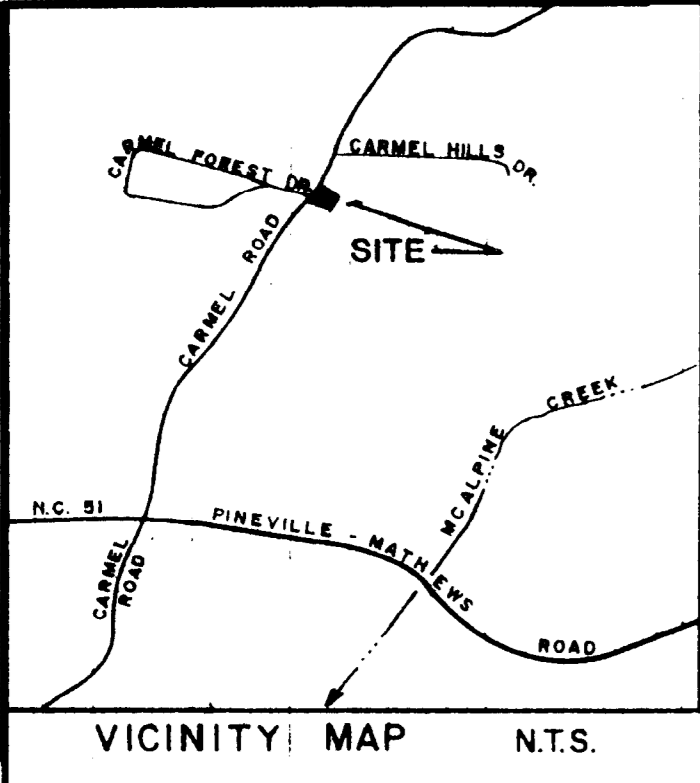 CARMEL FOREST DR.
CARMEL HILLS DR.
CARMEL ROAD
SITE
MCALPINE CREEK
N.C. 51
PINEVILLE - MATHEWS ROAD
CARMEL
ROAD
VICINITY MAP N.T.S.